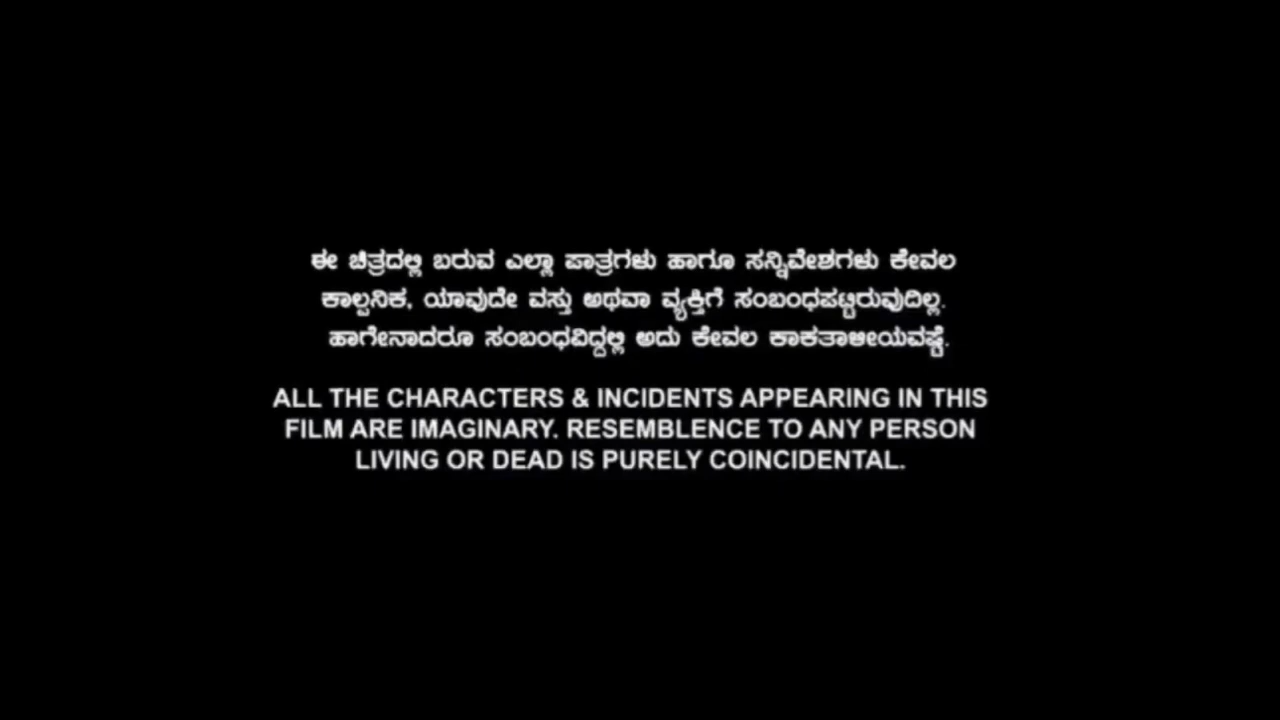 ಈ ಚಿತ್ರದಲ್ಲಿ ಬರುವ ಎಲ್ಲಾ ಪಾತ್ರಗಳು ಹಾಗೂ ಸನ್ನಿವೇಶಗಳು ಕೇವಲ
ಕಾಲ್ಪನಿಕ, ಯಾವುದೇ ವಸ್ತು ಅಥವಾ ವ್ಯಕ್ತಿಗೆ ಸಂಬಂಧಪಟ್ಟಿರುವುದಿಲ್ಲ.
ಹಾಗೇನಾದರೂ ಸಂಬಂಧವಿದ್ದಲ್ಲಿ ಅದು ಕೇವಲ ಕಾಕತಾಳೀಯವಷ್ಟೆ.
ALL THE CHARACTERS & INCIDENTS APPEARING IN THIS
FILM ARE IMAGINARY. RESEMBLENCE TO ANY PERSON
LIVING OR DEAD IS PURELY COINCIDENTAL.